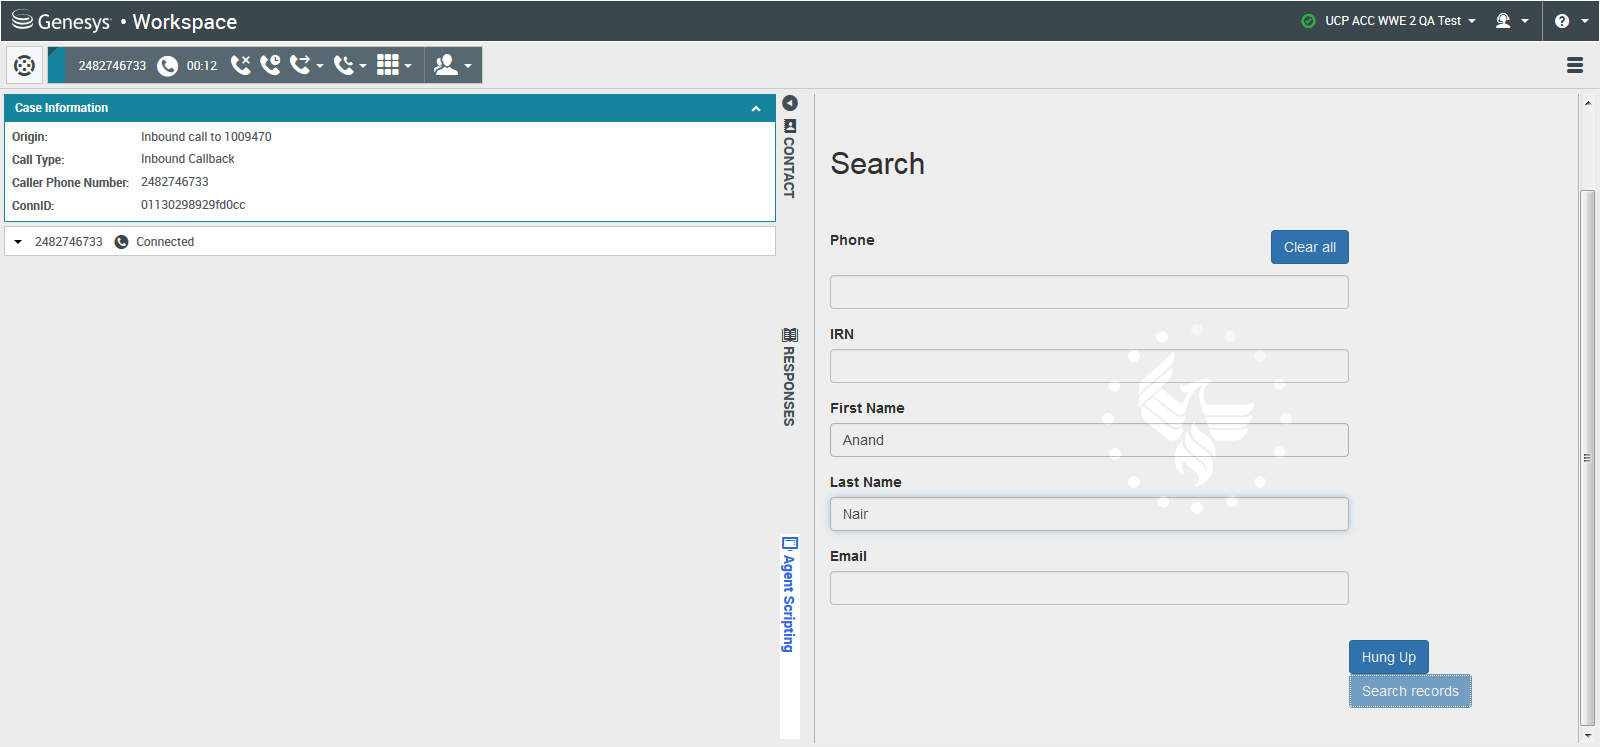 Genesys • Workspace
UCP ACC WWE 2 QA Test
2482746733 00:12
Case Information
Origin: Inbound call to 1009470
Call Type: Inbound Callback
Caller Phone Number: 2482746733
ConnID: 01130298929fd0cc
2482746733 Connected
CONTACT
RESPONSES
Agent Scripting
Search
Phone
Clear all
IRN
First Name
Anand
Last Name
Nair
Email
Hung Up
Search records